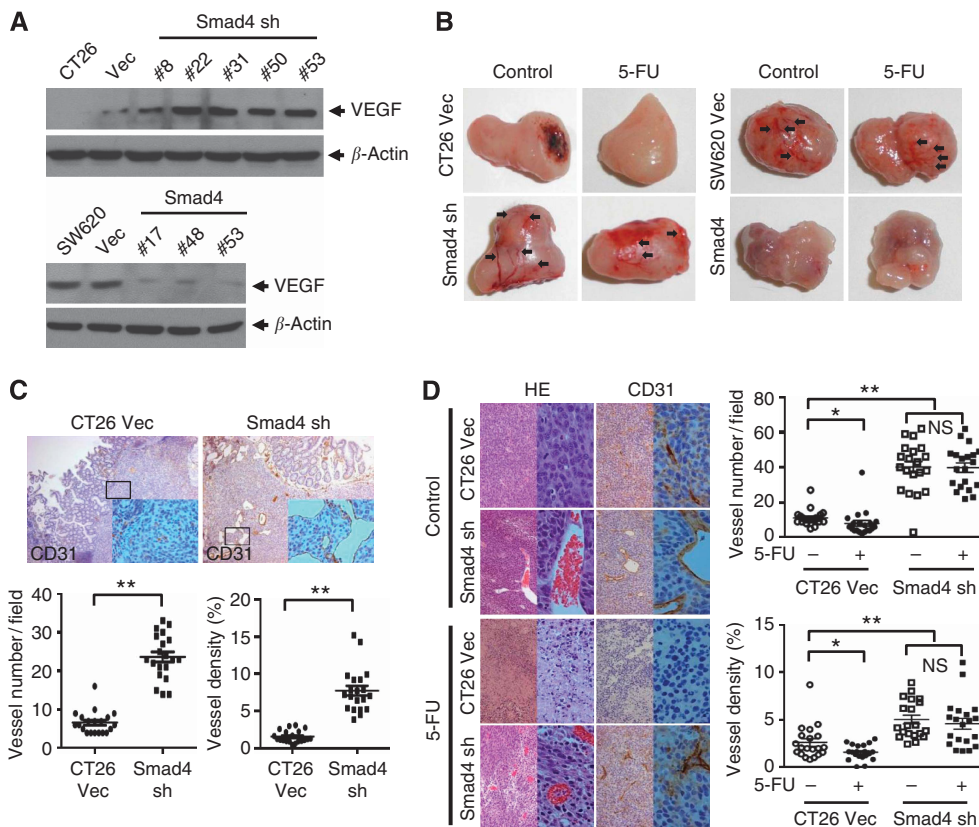 A
Smad4 sh
CT26
Vec
#8
#22
#31
#50
#53
VEGF
β-Actin
Smad4
SW620
Vec
#17
#48
#53
VEGF
β-Actin
B
Control
5-FU
Control
5-FU
CT26 Vec
SW620 Vec
Smad4 sh
Smad4
C
CT26 Vec
Smad4 sh
CD31
CD31
Vessel number/field
40
30
20
10
0
**
CT26
Vec
Smad4
sh
Vessel density (%)
20
15
10
5
0
**
CT26
Vec
Smad4
sh
D
HE
CD31
Control
CT26 Vec
Smad4 sh
5-FU
CT26 Vec
Smad4 sh
Vessel number/field
80
60
40
20
0
**
*
NS
5-FU
− + − +
CT26 Vec
Smad4 sh
Vessel density (%)
15
10
5
0
**
*
NS
5-FU
− + − +
CT26 Vec
Smad4 sh